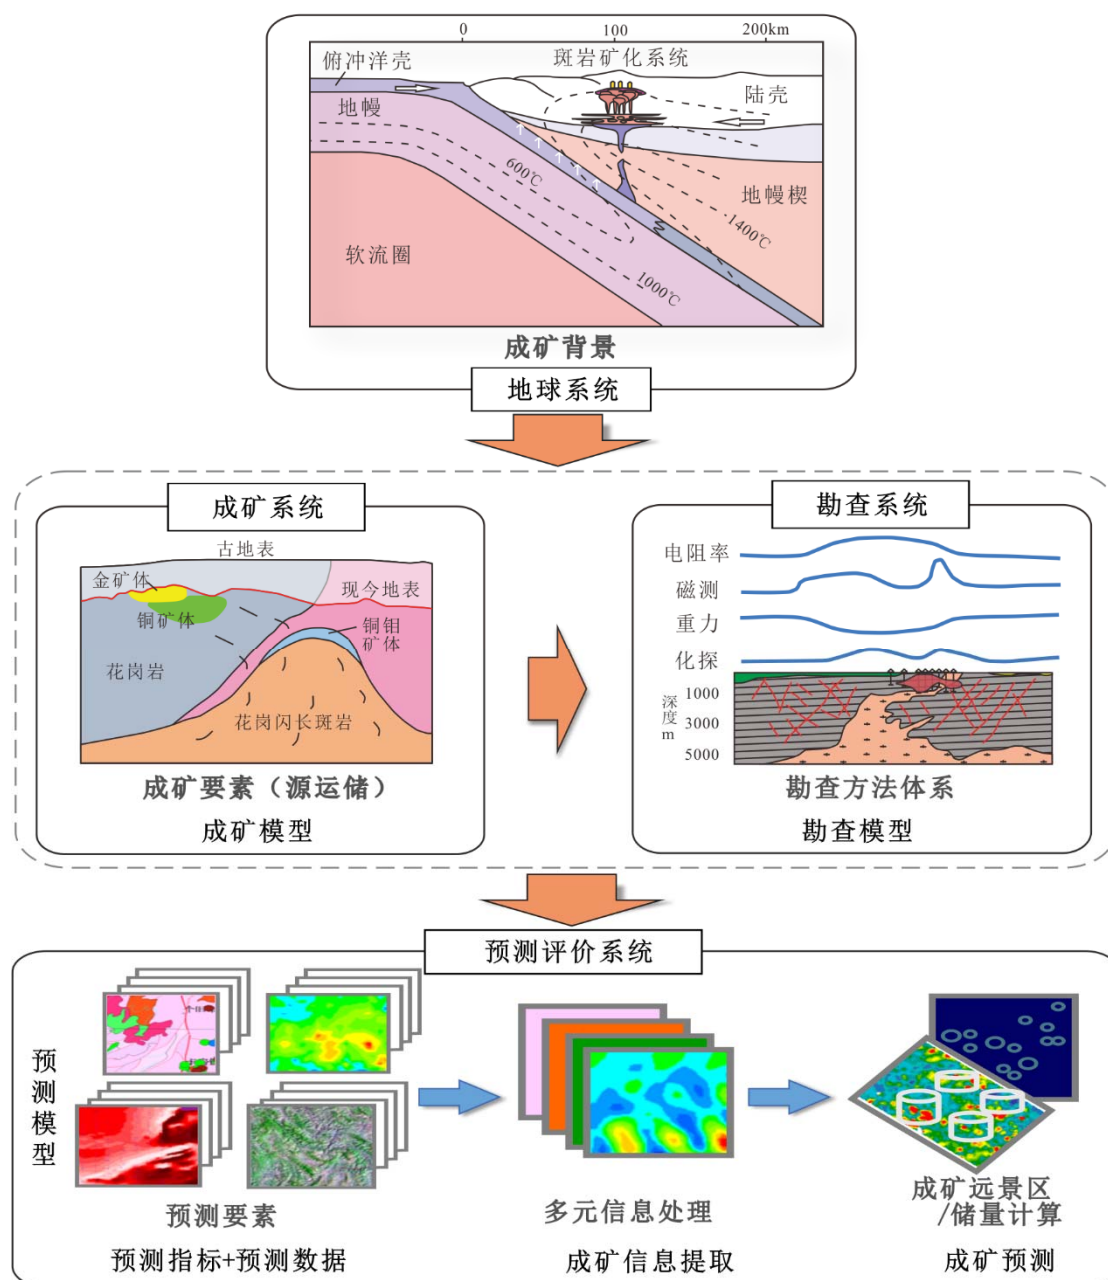 0 100 200km
斑岩矿化系统
俯冲洋壳
陆壳
地幔
600℃
地幔楔
1400℃
软流圈
1000℃
成矿背景
地球系统
成矿系统
古地表
金矿体
现今地表
铜矿体
铜钼
矿体
花岗岩
花岗闪长斑岩
成矿要素（源运储）
成矿模型
勘查系统
电阻率
磁测
重力
化探
深度m
1000
3000
5000
勘查方法体系
勘查模型
预测评价系统
预测模型
预测要素
预测指标+预测数据
多元信息处理
成矿信息提取
成矿远景区
/储量计算
成矿预测